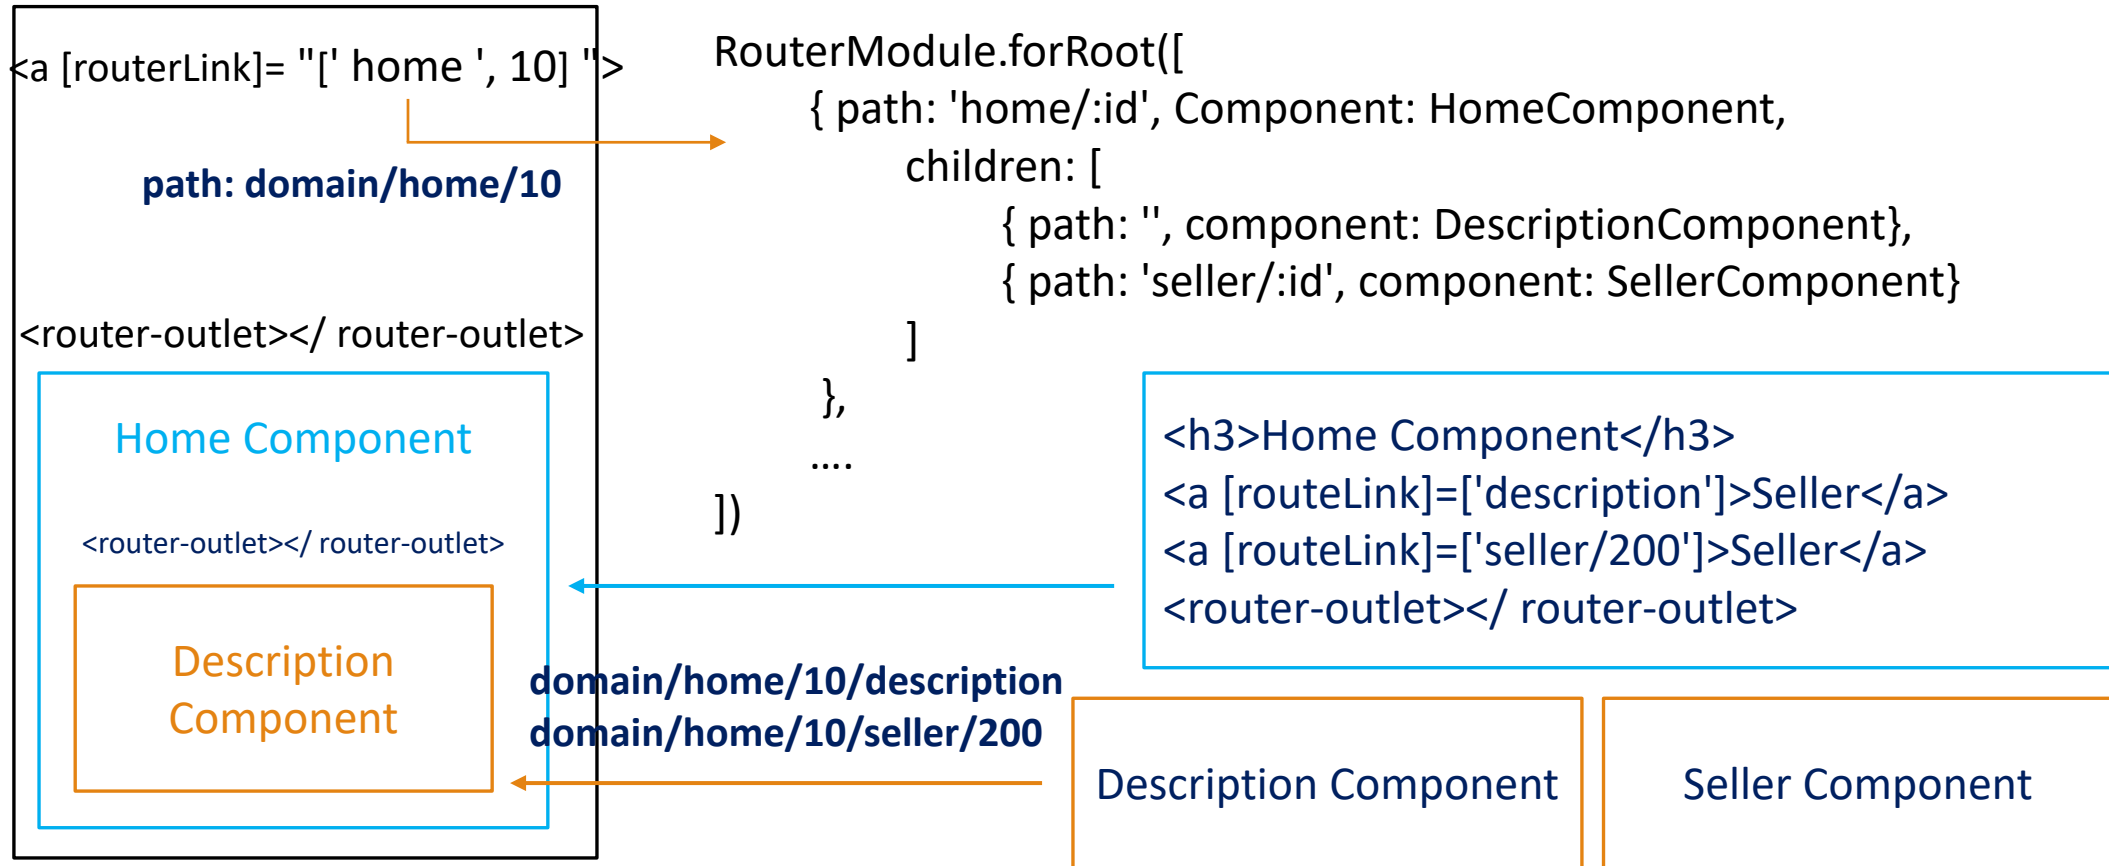 <a [routerLink]= "[' home ', 10] ">
path: domain/home/10
<router-outlet></ router-outlet>
Home Component
<router-outlet></ router-outlet>
Description
Component
RouterModule.forRoot([
{ path: 'home/:id', Component: HomeComponent,
children: [
{ path: '', component: DescriptionComponent},
{ path: 'seller/:id', component: SellerComponent}
]
},
....
])
<h3>Home Component</h3>
<a [routeLink]=['description']>Seller</a>
<a [routeLink]=['seller/200']>Seller</a>
<router-outlet></ router-outlet>
domain/home/10/description
domain/home/10/seller/200
Description Component
Seller Component